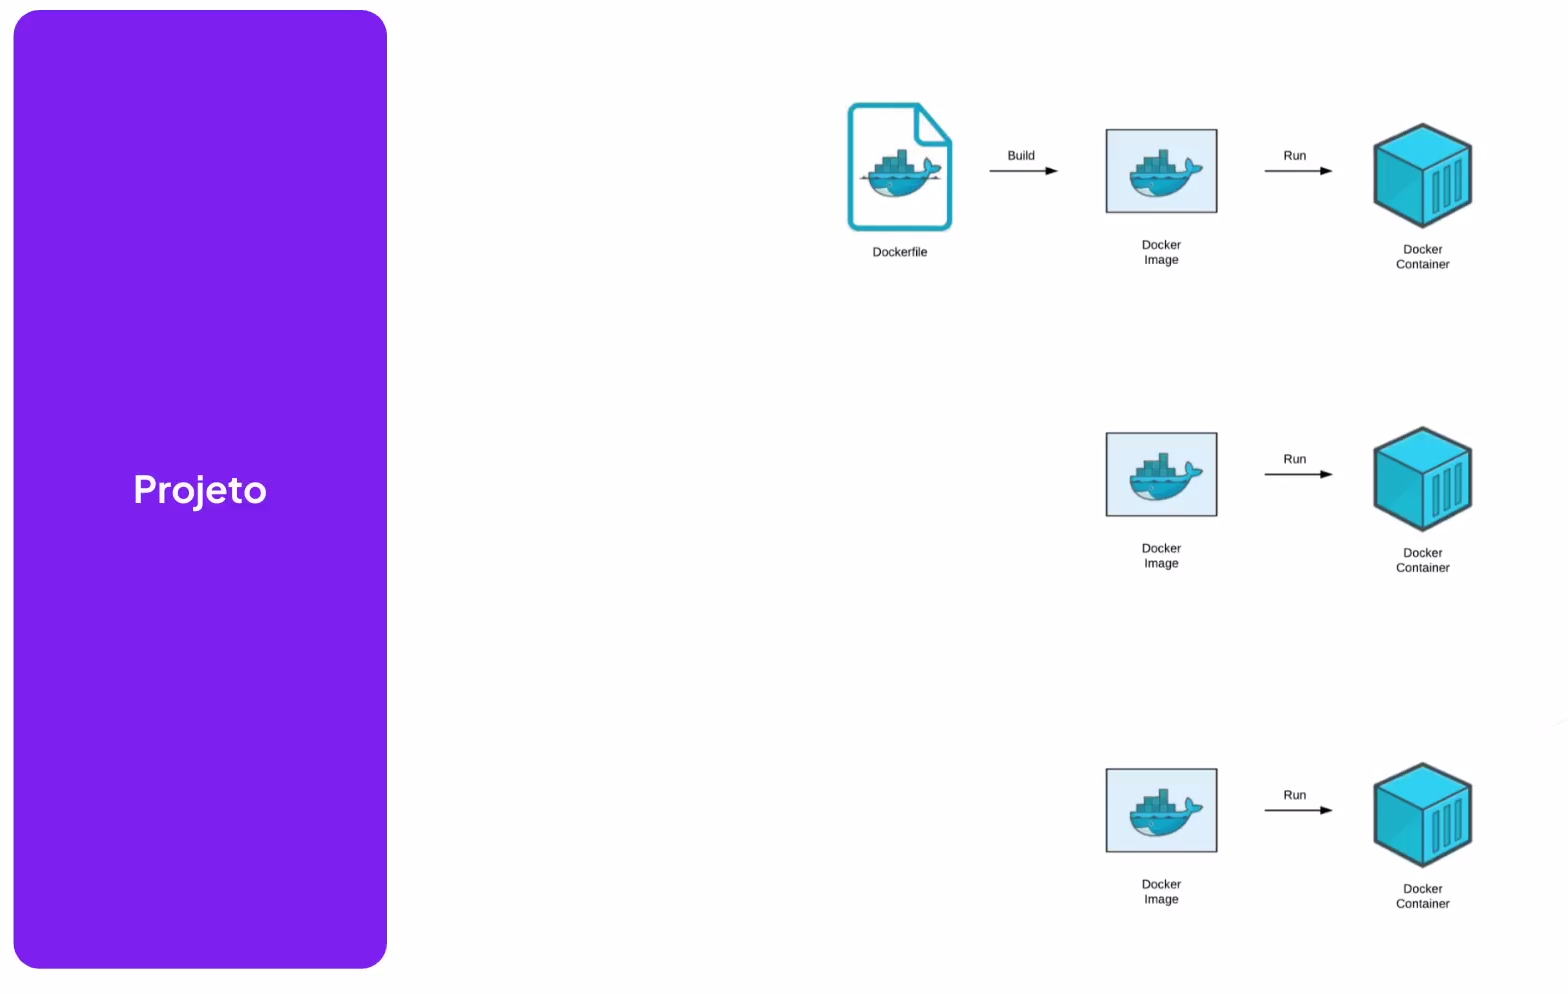 Projeto
Build
Run
Dockerfile
Docker
Image
Docker
Container
Run
Docker
Image
Docker
Container
Run
Docker
Image
Docker
Container